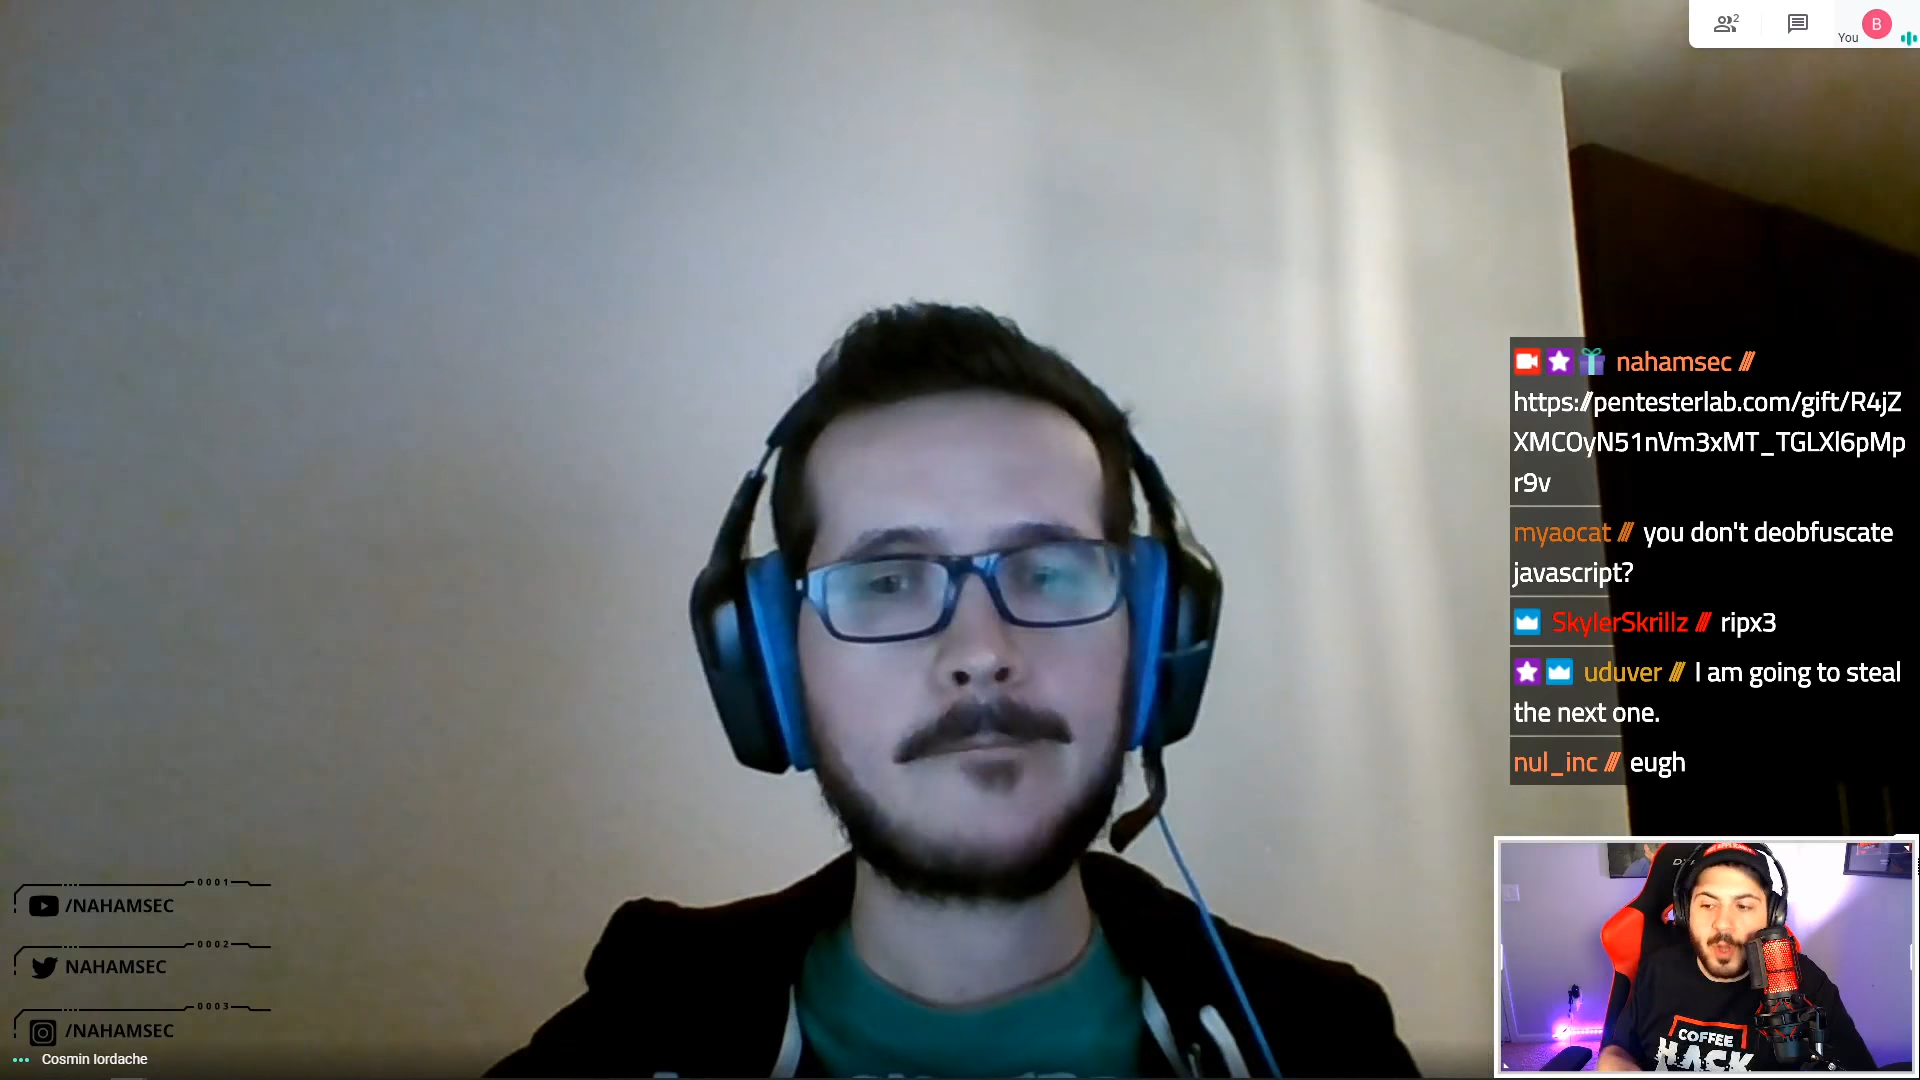 2
You
B
nahamsec ///
https://pentesterlab.com/gift/R4jZ
XMCOyN51nVm3xMT_TGLXl6pMp
r9v
myaocat /// you don't deobfuscate
javascript?
SkylerSkrillz /// ripx3
uduver /// I am going to steal
the next one.
nul_inc /// eugh
0001
/NAHAMSEC
0002
NAHAMSEC
0003
/NAHAMSEC
Cosmin Iordache
COFFEE
HACK